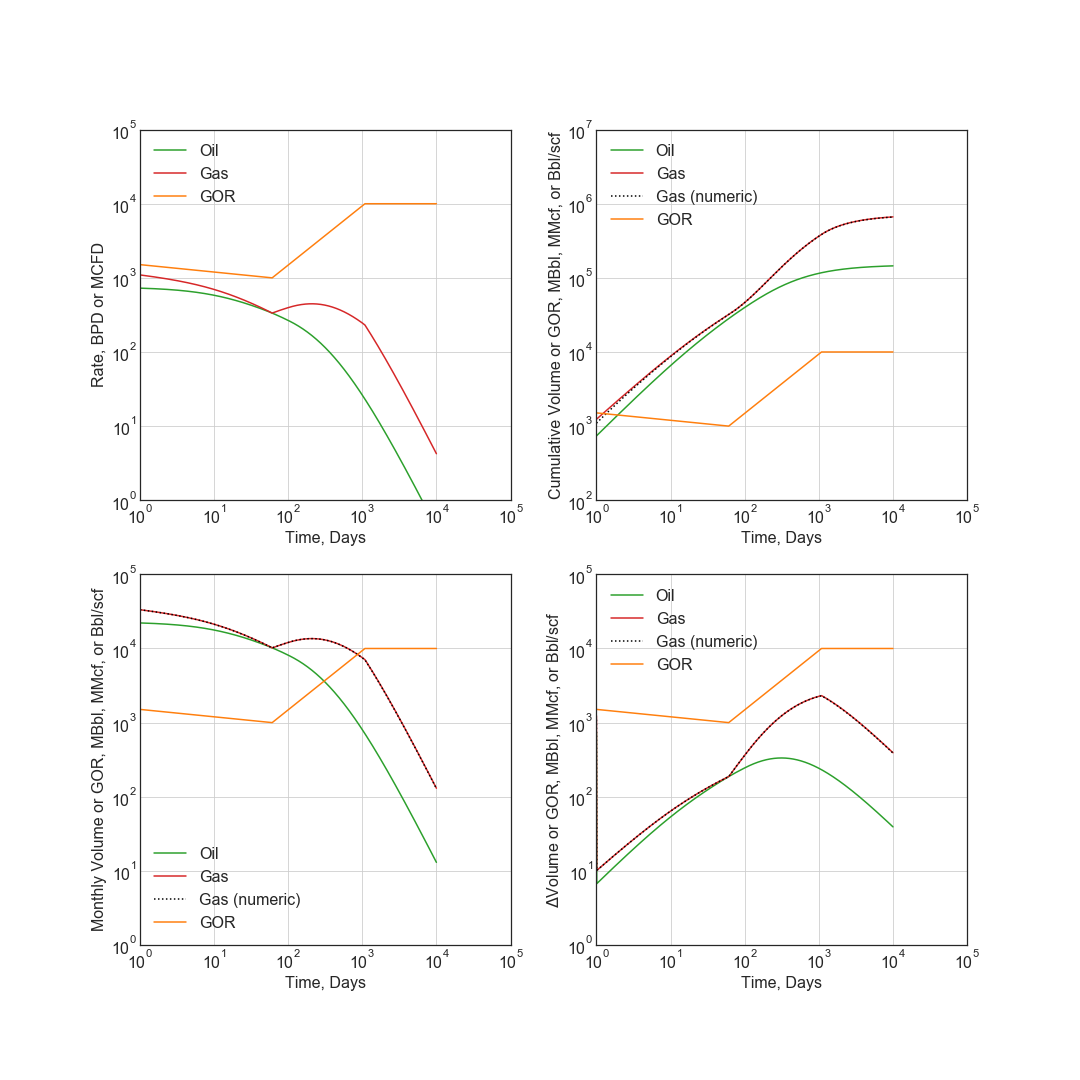 Rate, BPD or MCFD
10^5
10^4
10^3
10^2
10^1
10^0
Oil
Gas
GOR
10^0 10^1 10^2 10^3 10^4 10^5
Time, Days
Cumulative Volume or GOR, MBbl, MMcf, or Bbl/scf
10^7
10^6
10^5
10^4
10^3
10^2
Oil
Gas
Gas (numeric)
GOR
10^0 10^1 10^2 10^3 10^4 10^5
Time, Days
Monthly Volume or GOR, MBbl, MMcf, or Bbl/scf
10^5
10^4
10^3
10^2
10^1
10^0
Oil
Gas
Gas (numeric)
GOR
10^0 10^1 10^2 10^3 10^4 10^5
Time, Days
ΔVolume or GOR, MBbl, MMcf, or Bbl/scf
10^5
10^4
10^3
10^2
10^1
10^0
Oil
Gas
Gas (numeric)
GOR
10^0 10^1 10^2 10^3 10^4 10^5
Time, Days